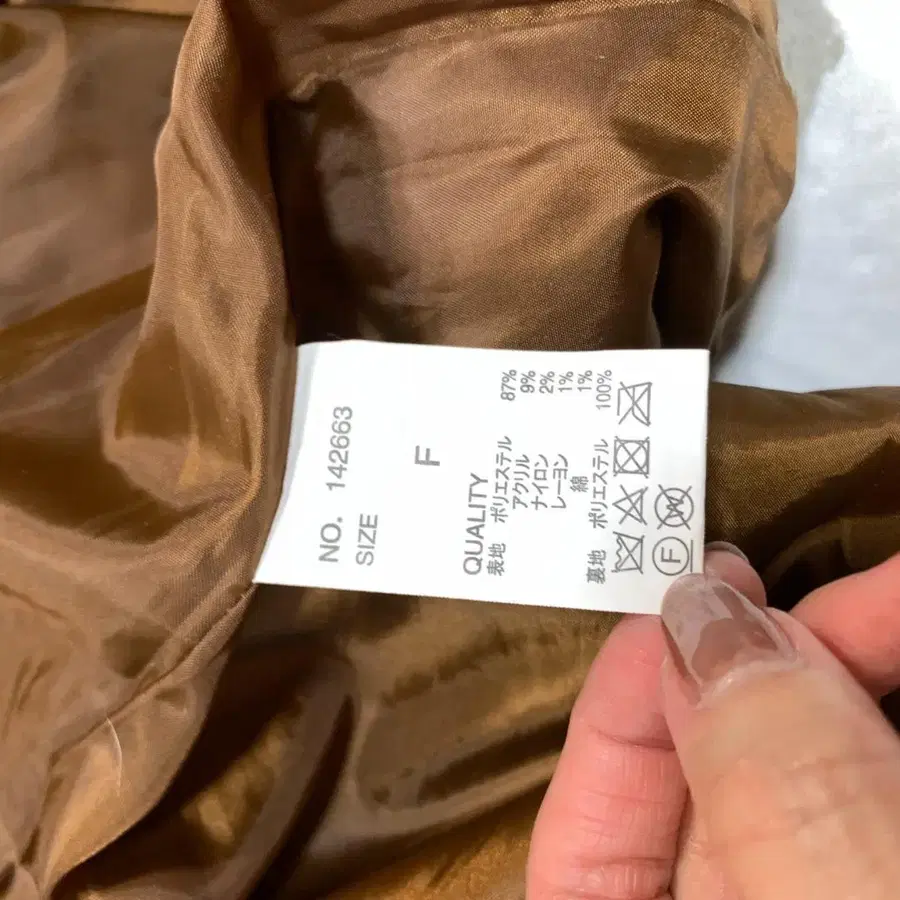 NO. 142663
SIZE
F
QUALITY
表地 ポリエステル 87%
アクリル 9%
ナイロン 2%
レーヨン 1%
綿 1%
裏地 ポリエステル 100%
F W